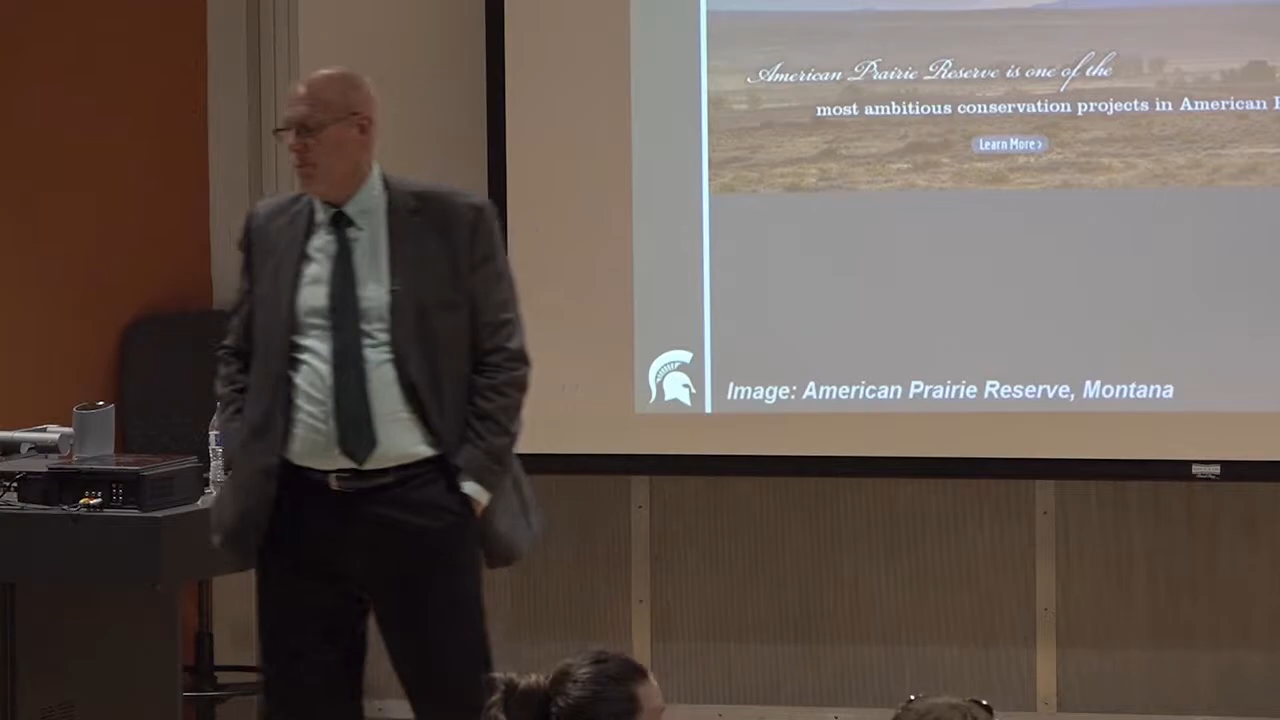 American Prairie Reserve is one of the
most ambitious conservation projects in American
Learn More ›
Image: American Prairie Reserve, Montana